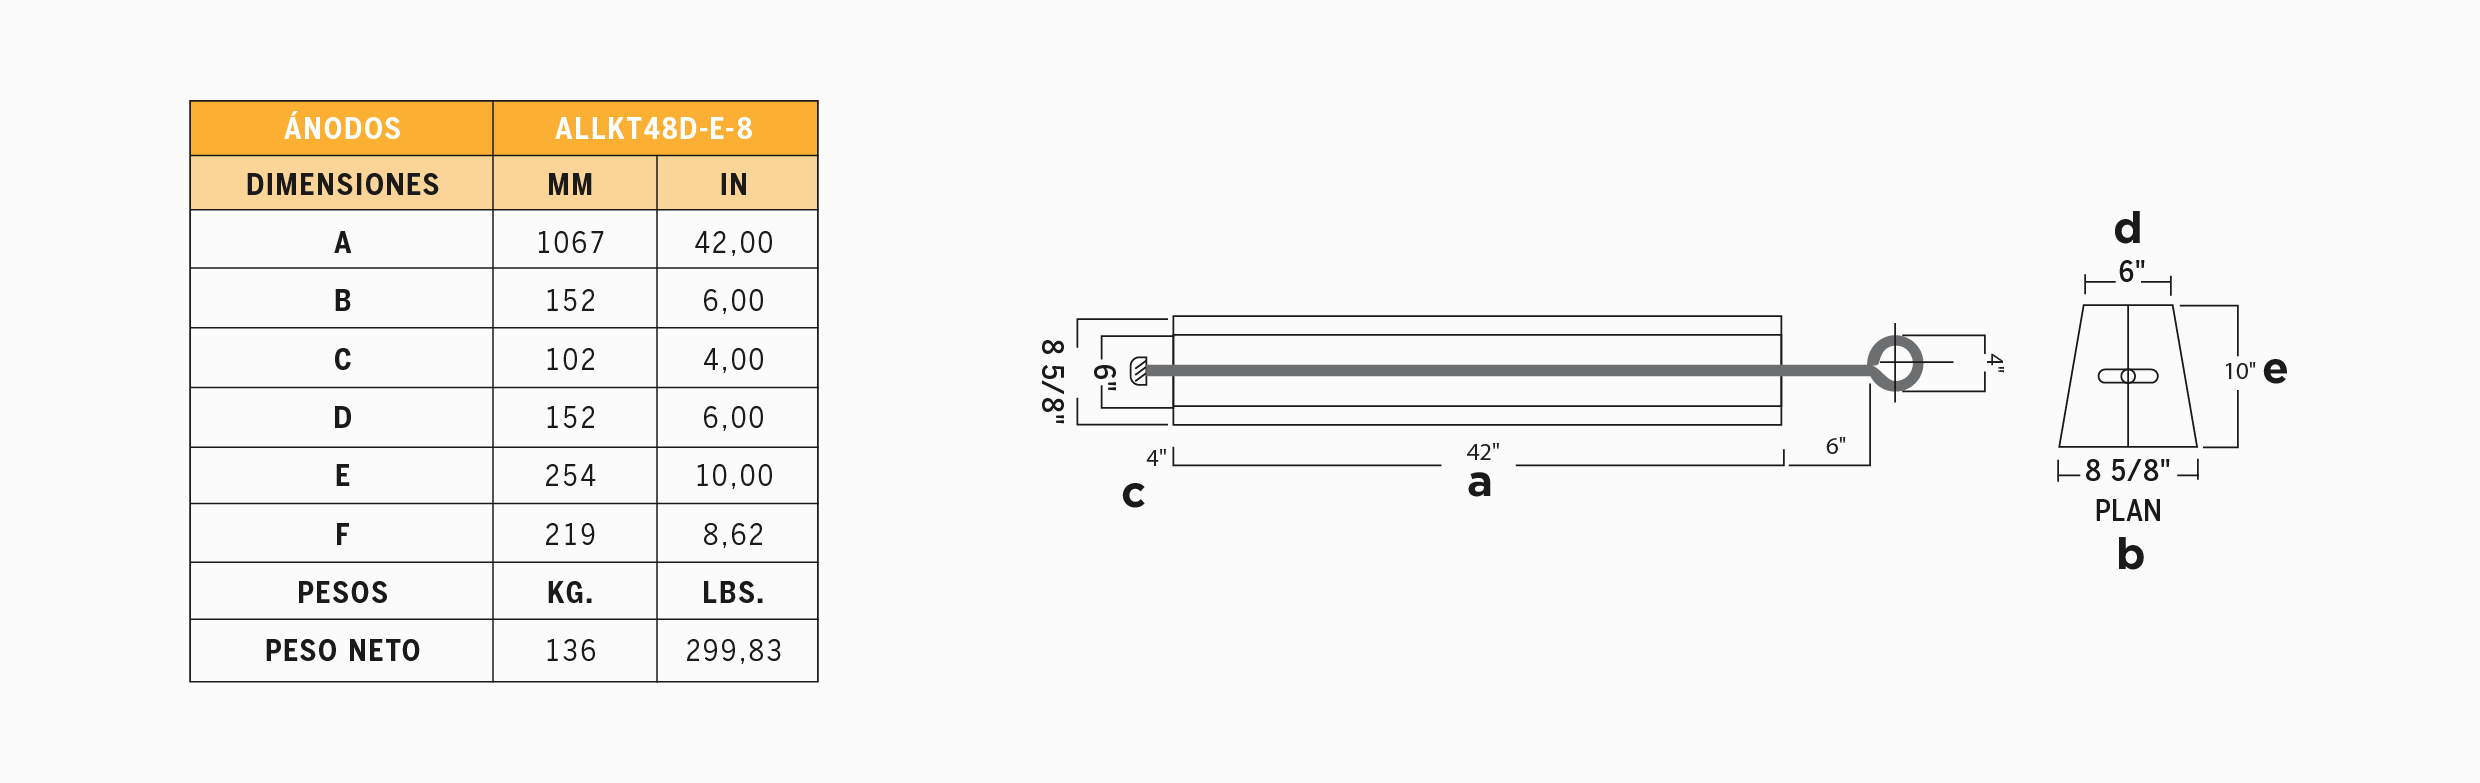 ÁNODOS ALLKT48D-E-8
DIMENSIONES MM IN
A 1067 42,00
B 152 6,00
C 102 4,00
D 152 6,00
E 254 10,00
F 219 8,62
PESOS KG. LBS.
PESO NETO 136 299,83
8 5/8"
6"
4"
c
42"
a
6"
4"
d
6"
10" e
8 5/8"
PLAN
b